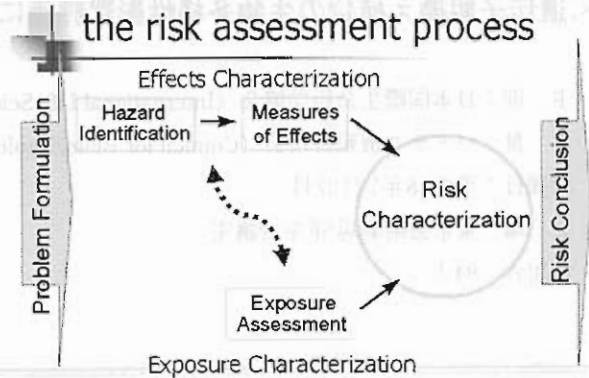 the risk assessment process
Effects Characterization
Hazard
Identification
Measures
of Effects
Problem Formulation
Risk
Characterization
Risk Conclusion
Exposure
Assessment
Exposure Characterization